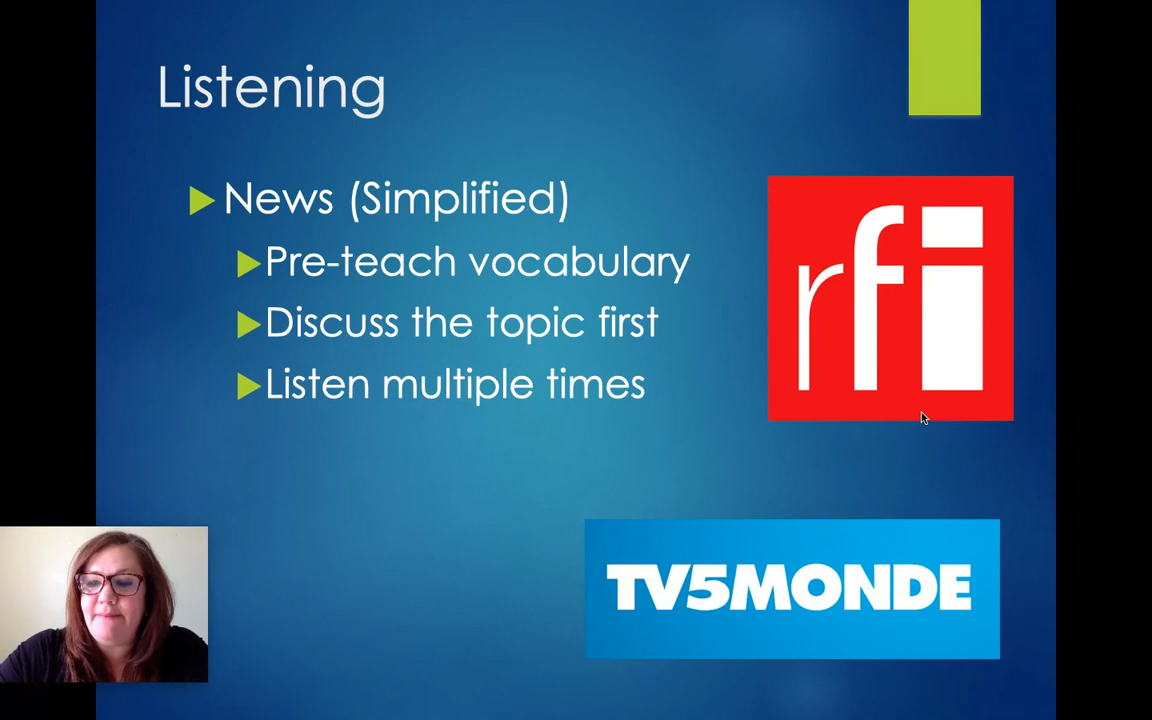 Listening
News (Simplified)
Pre-teach vocabulary
Discuss the topic first
Listen multiple times
rfi
TV5MONDE